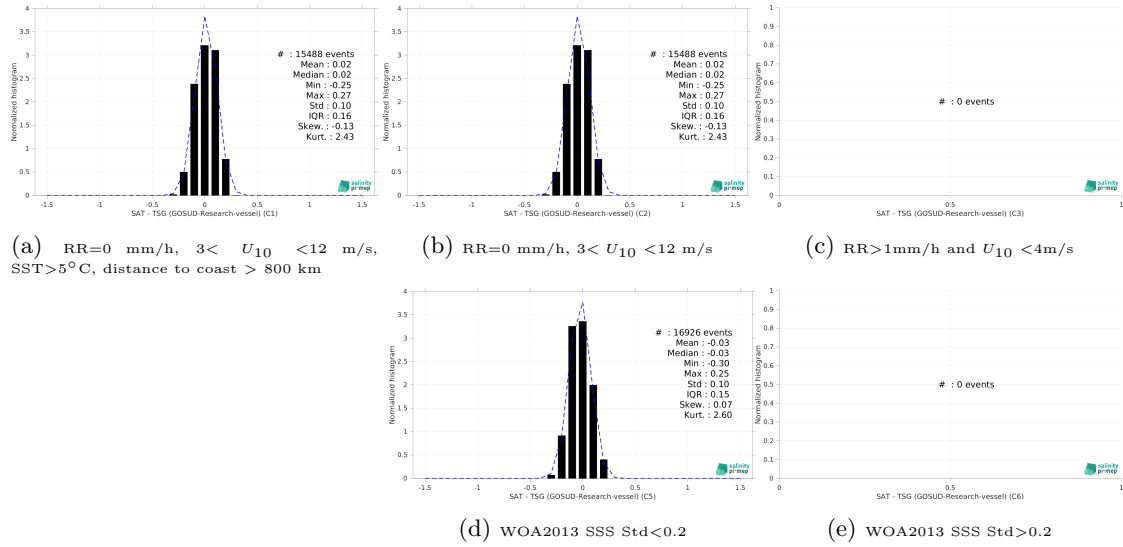 4
3.5
3
2.5
2
1.5
1
0.5
0
-1.5
-1
-0.5
0
0.5
1
1.5
Normalized histogram
# : 15488 events
Mean : 0.02
Median : 0.02
Min : -0.25
Max : 0.27
Std : 0.10
IQR : 0.16
Skew. : -0.13
Kurt. : 2.43
salinity
pi-mep
SAT - TSG (GOSUD-Research-vessel) (C1)
(a) RR=0 mm/h, 3< U10 <12 m/s,
SST>5°C, distance to coast > 800 km
4
3.5
3
2.5
2
1.5
1
0.5
0
-1.5
-1
-0.5
0
0.5
1
1.5
Normalized histogram
# : 15488 events
Mean : 0.02
Median : 0.02
Min : -0.25
Max : 0.27
Std : 0.10
IQR : 0.16
Skew. : -0.13
Kurt. : 2.43
salinity
pi-mep
SAT - TSG (GOSUD-Research-vessel) (C2)
(b) RR=0 mm/h, 3< U10 <12 m/s
1
0.9
0.8
0.7
0.6
0.5
0.4
0.3
0.2
0.1
0
0.5
1
Normalized histogram
# : 0 events
salinity
pi-mep
SAT - TSG (GOSUD-Research-vessel) (C3)
(c) RR>1mm/h and U10 <4m/s
4
3.5
3
2.5
2
1.5
1
0.5
0
-1.5
-1
-0.5
0
0.5
1
1.5
Normalized histogram
# : 16926 events
Mean : -0.03
Median : -0.03
Min : -0.30
Max : 0.25
Std : 0.10
IQR : 0.15
Skew. : 0.07
Kurt. : 2.60
salinity
pi-mep
SAT - TSG (GOSUD-Research-vessel) (C5)
(d) WOA2013 SSS Std<0.2
1
0.9
0.8
0.7
0.6
0.5
0.4
0.3
0.2
0.1
0
0.5
1
Normalized histogram
# : 0 events
salinity
pi-mep
SAT - TSG (GOSUD-Research-vessel) (C6)
(e) WOA2013 SSS Std>0.2